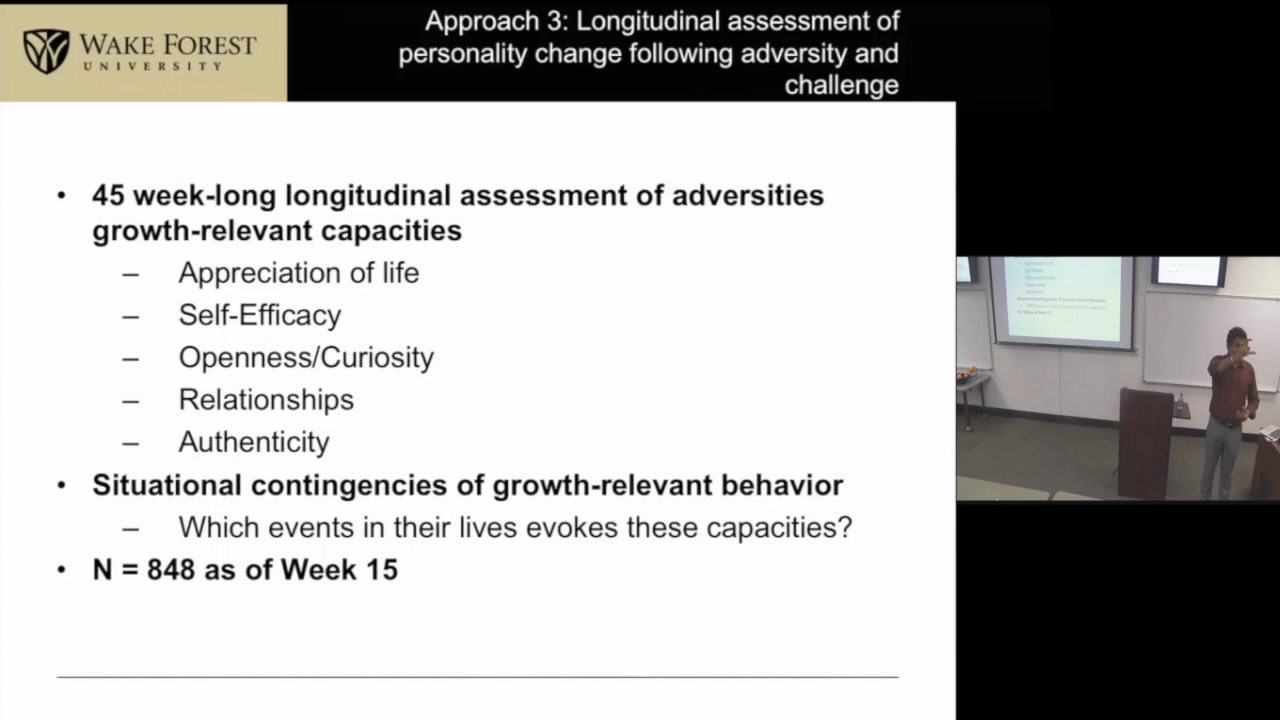 WAKE FOREST
UNIVERSITY
Approach 3: Longitudinal assessment of
personality change following adversity and
challenge
• 45 week-long longitudinal assessment of adversities
growth-relevant capacities
– Appreciation of life
– Self-Efficacy
– Openness/Curiosity
– Relationships
– Authenticity
• Situational contingencies of growth-relevant behavior
– Which events in their lives evokes these capacities?
• N = 848 as of Week 15